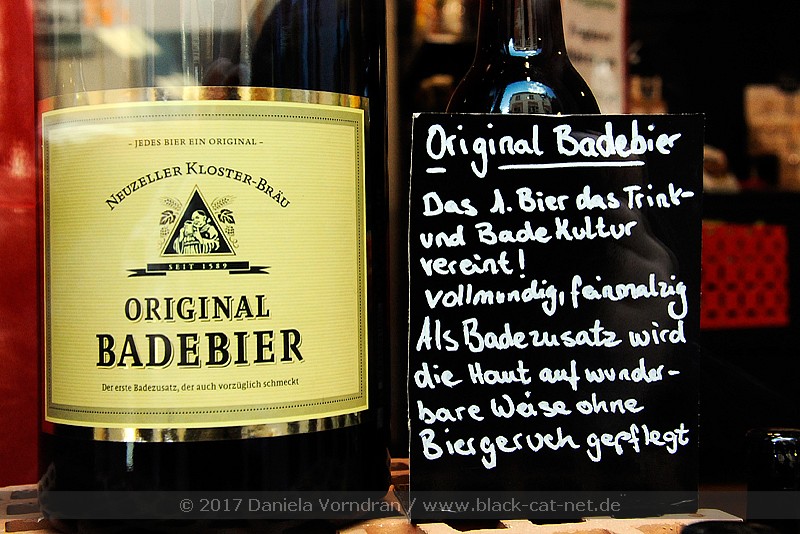 - JEDES BIER EIN ORIGINAL -
NEUZELLER KLOSTER-BRÄU
SEIT 1589
ORIGINAL
BADEBIER
Der erste Badezusatz, der auch vorzüglich schmeckt
Original Badebier
Das 1. Bier das Trink-
und Bade Kultur
vereint!
vollmundig, feinmalzig
Als Badezusatz wird
die Haut auf wunder-
bare Weise ohne
Biergeruch gepflegt
© 2017 Daniela Vorndran / www.black-cat-net.de